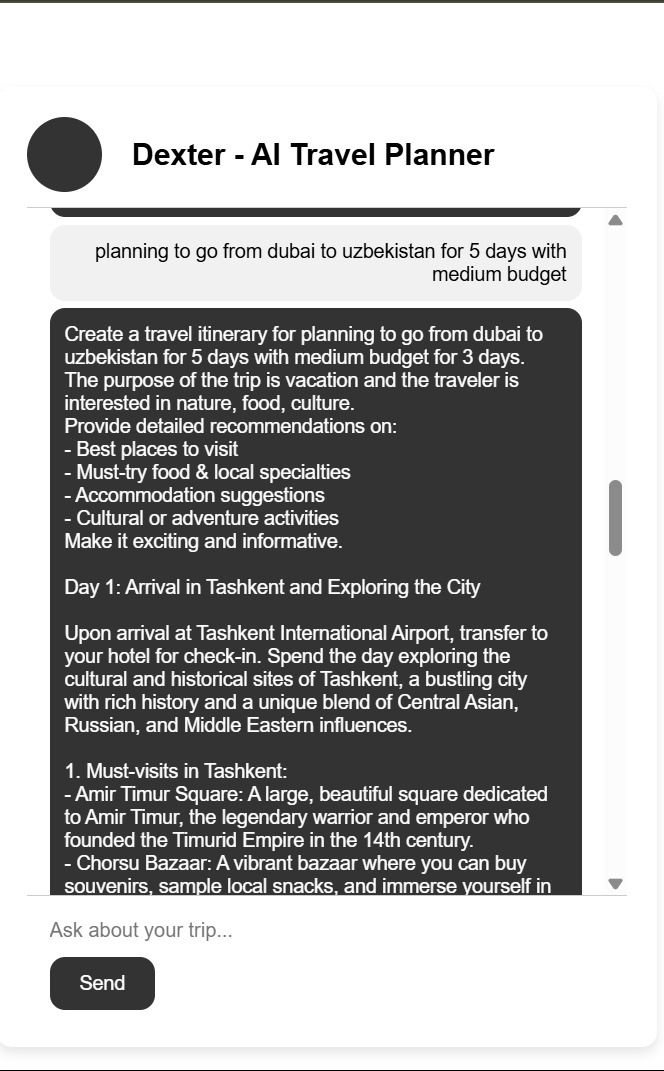 Dexter - AI Travel Planner
planning to go from dubai to uzbekistan for 5 days with
medium budget
Create a travel itinerary for planning to go from dubai to
uzbekistan for 5 days with medium budget for 3 days.
The purpose of the trip is vacation and the traveler is
interested in nature, food, culture.
Provide detailed recommendations on:
- Best places to visit
- Must-try food & local specialties
- Accommodation suggestions
- Cultural or adventure activities
Make it exciting and informative.
Day 1: Arrival in Tashkent and Exploring the City
Upon arrival at Tashkent International Airport, transfer to
your hotel for check-in. Spend the day exploring the
cultural and historical sites of Tashkent, a bustling city
with rich history and a unique blend of Central Asian,
Russian, and Middle Eastern influences.
1. Must-visits in Tashkent:
- Amir Timur Square: A large, beautiful square dedicated
to Amir Timur, the legendary warrior and emperor who
founded the Timurid Empire in the 14th century.
- Chorsu Bazaar: A vibrant bazaar where you can buy
souvenirs, sample local snacks, and immerse yourself in
Ask about your trip...
Send